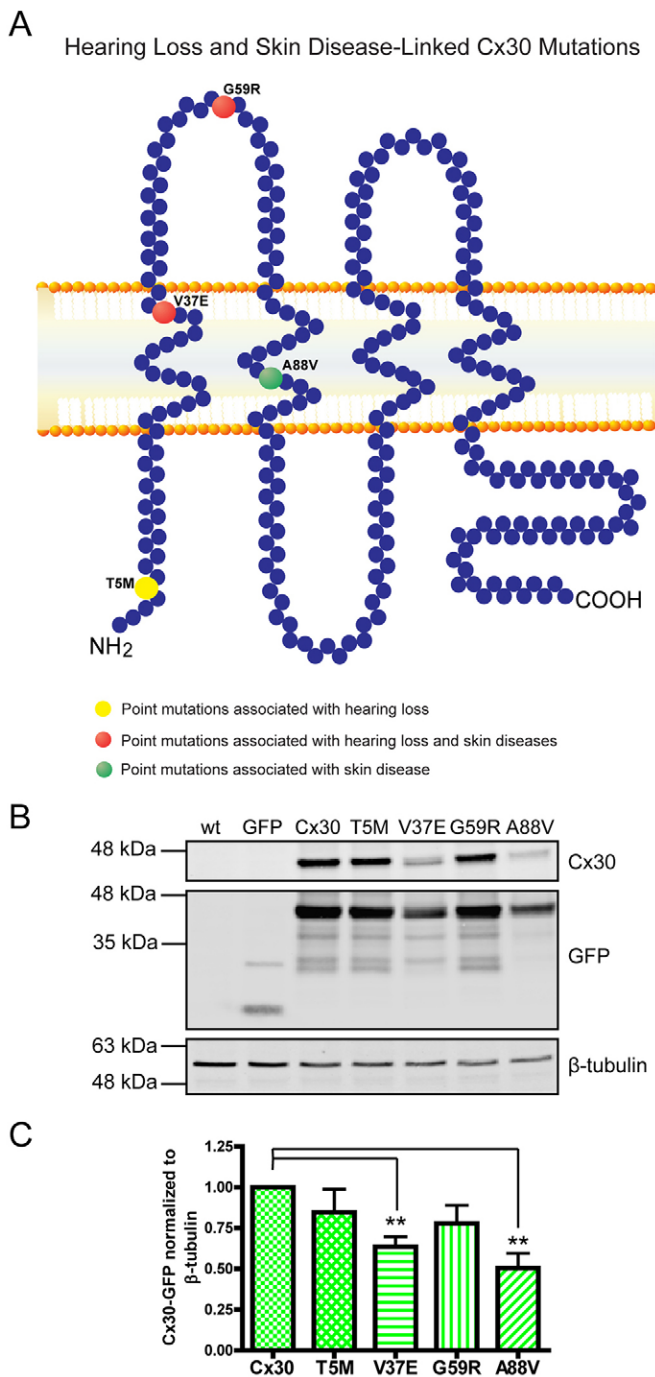 A
Hearing Loss and Skin Disease-Linked Cx30 Mutations
G59R
V37E
A88V
T5M
NH2
COOH
Point mutations associated with hearing loss
Point mutations associated with hearing loss and skin diseases
Point mutations associated with skin disease
B
wt GFP Cx30 T5M V37E G59R A88V
48 kDa
Cx30
48 kDa
35 kDa
GFP
63 kDa
β-tubulin
48 kDa
C
Cx30-GFP normalized to
β-tubulin
1.25
1.00
0.75
0.50
0.25
0.00
**
**
Cx30 T5M V37E G59R A88V